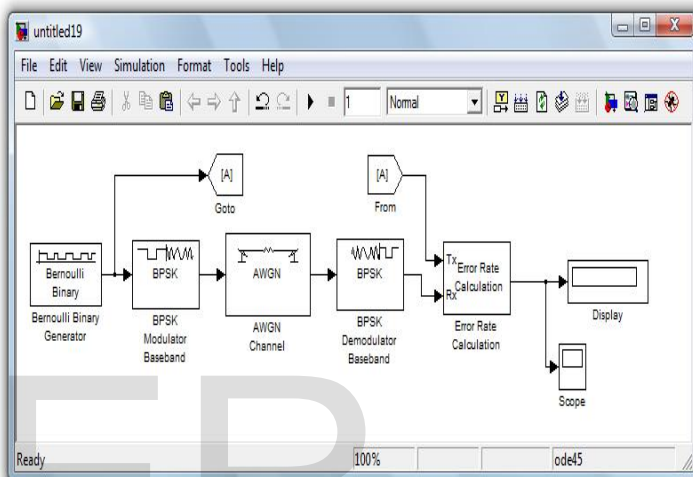 untitled19
File Edit View Simulation Format Tools Help
1 Normal
[A]
Goto
[A]
From
Bernoulli
Binary
Bernoulli Binary
Generator
BPSK
BPSK
Modulator
Baseband
AWGN
AWGN
Channel
BPSK
BPSK
Demodulator
Baseband
Tx
Rx
Error Rate
Calculation
Error Rate
Calculation
Display
Scope
Ready 100% ode45